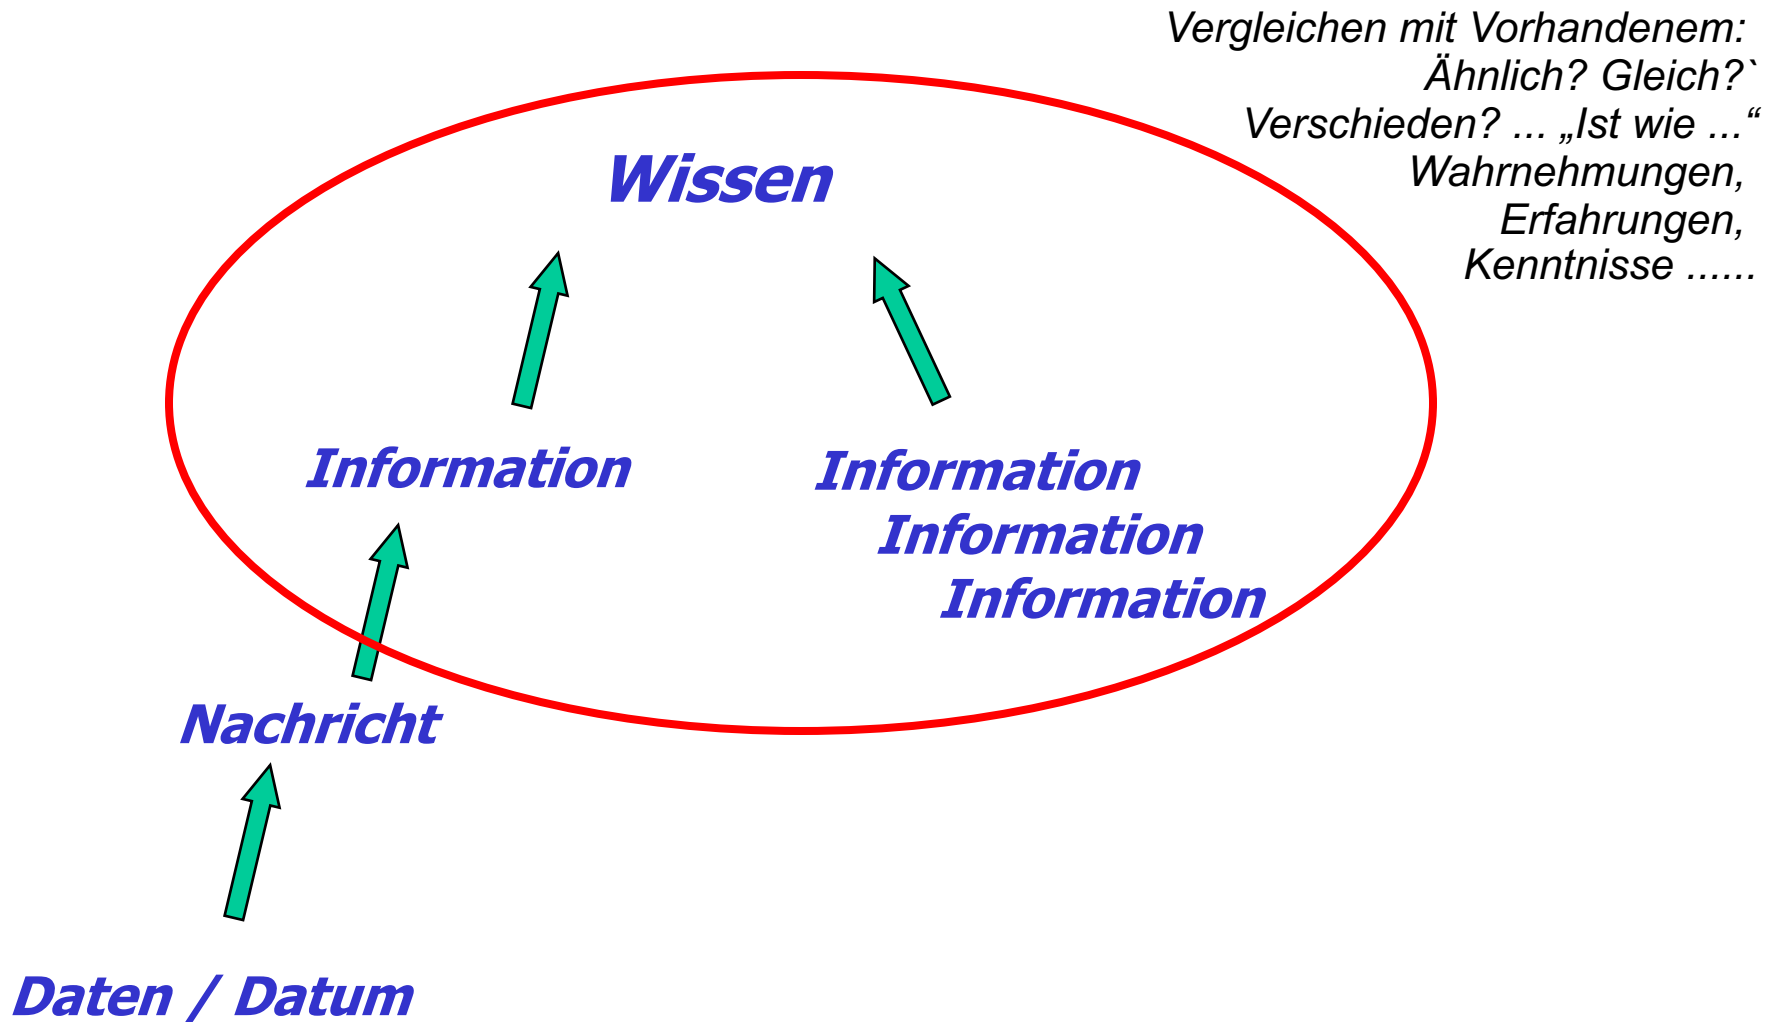 Vergleichen mit Vorhandenem:
Ähnlich? Gleich?`
Verschieden? ... „Ist wie ...“
Wahrnehmungen,
Erfahrungen,
Kenntnisse ......
Wissen
Information
Information
Information
Information
Nachricht
Daten / Datum